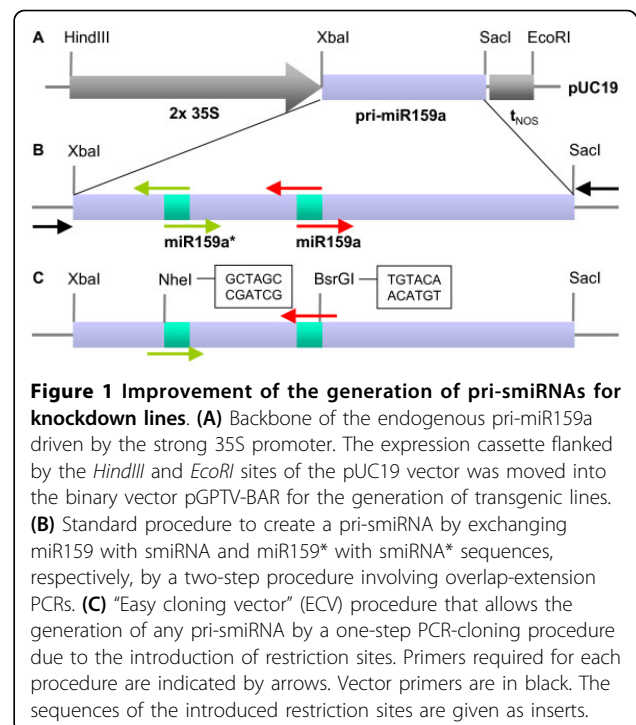 A HindIII XbaI SacI EcoRI
2x 35S pri-miR159a tNOS pUC19
B XbaI SacI
miR159a* miR159a
C XbaI NheI GCTAGC BsrGI TGTACA SacI
CGATCG ACATGT
Figure 1 Improvement of the generation of pri-smiRNAs for
knockdown lines. (A) Backbone of the endogenous pri-miR159a
driven by the strong 35S promoter. The expression cassette flanked
by the HindIII and EcoRI sites of the pUC19 vector was moved into
the binary vector pGPTV-BAR for the generation of transgenic lines.
(B) Standard procedure to create a pri-smiRNA by exchanging
miR159 with smiRNA and miR159* with smiRNA* sequences,
respectively, by a two-step procedure involving overlap-extension
PCRs. (C) “Easy cloning vector” (ECV) procedure that allows the
generation of any pri-smiRNA by a one-step PCR-cloning procedure
due to the introduction of restriction sites. Primers required for each
procedure are indicated by arrows. Vector primers are in black. The
sequences of the introduced restriction sites are given as inserts.